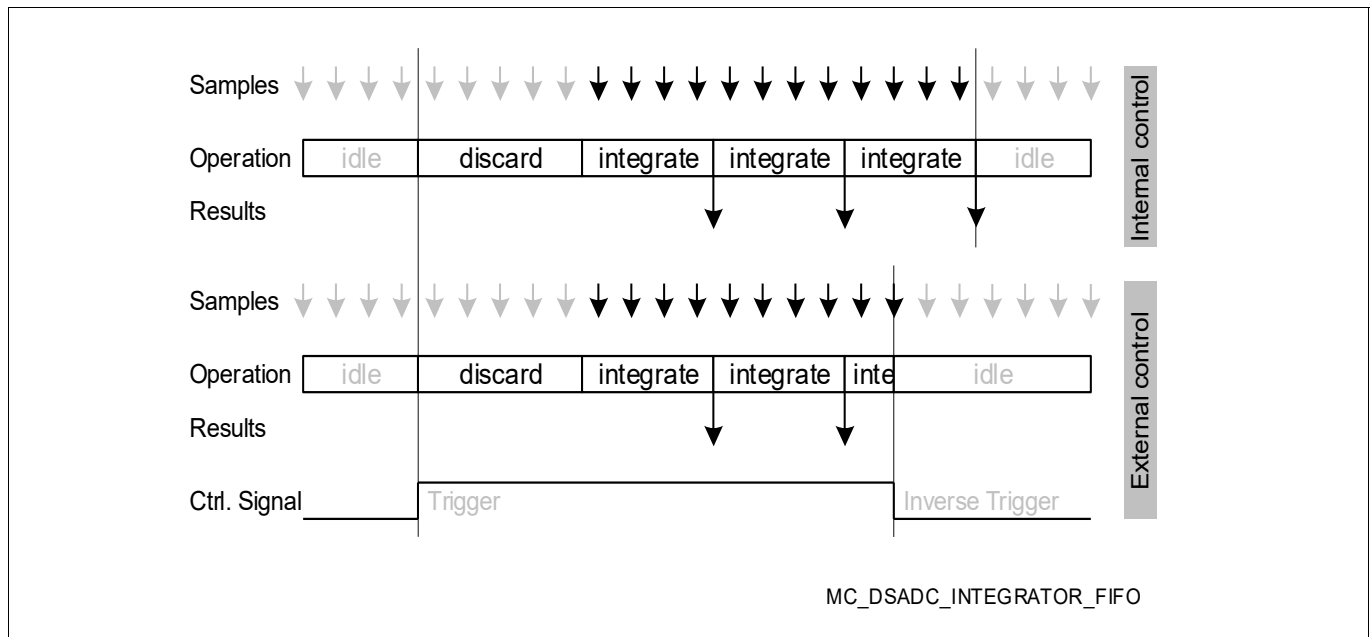 Samples
Operation idle discard integrate integrate integrate idle
Results
Internal control
Samples
Operation idle discard integrate integrate inte idle
Results
Ctrl. Signal Trigger Inverse Trigger
External control
MC_DSADC_INTEGRATOR_FIFO